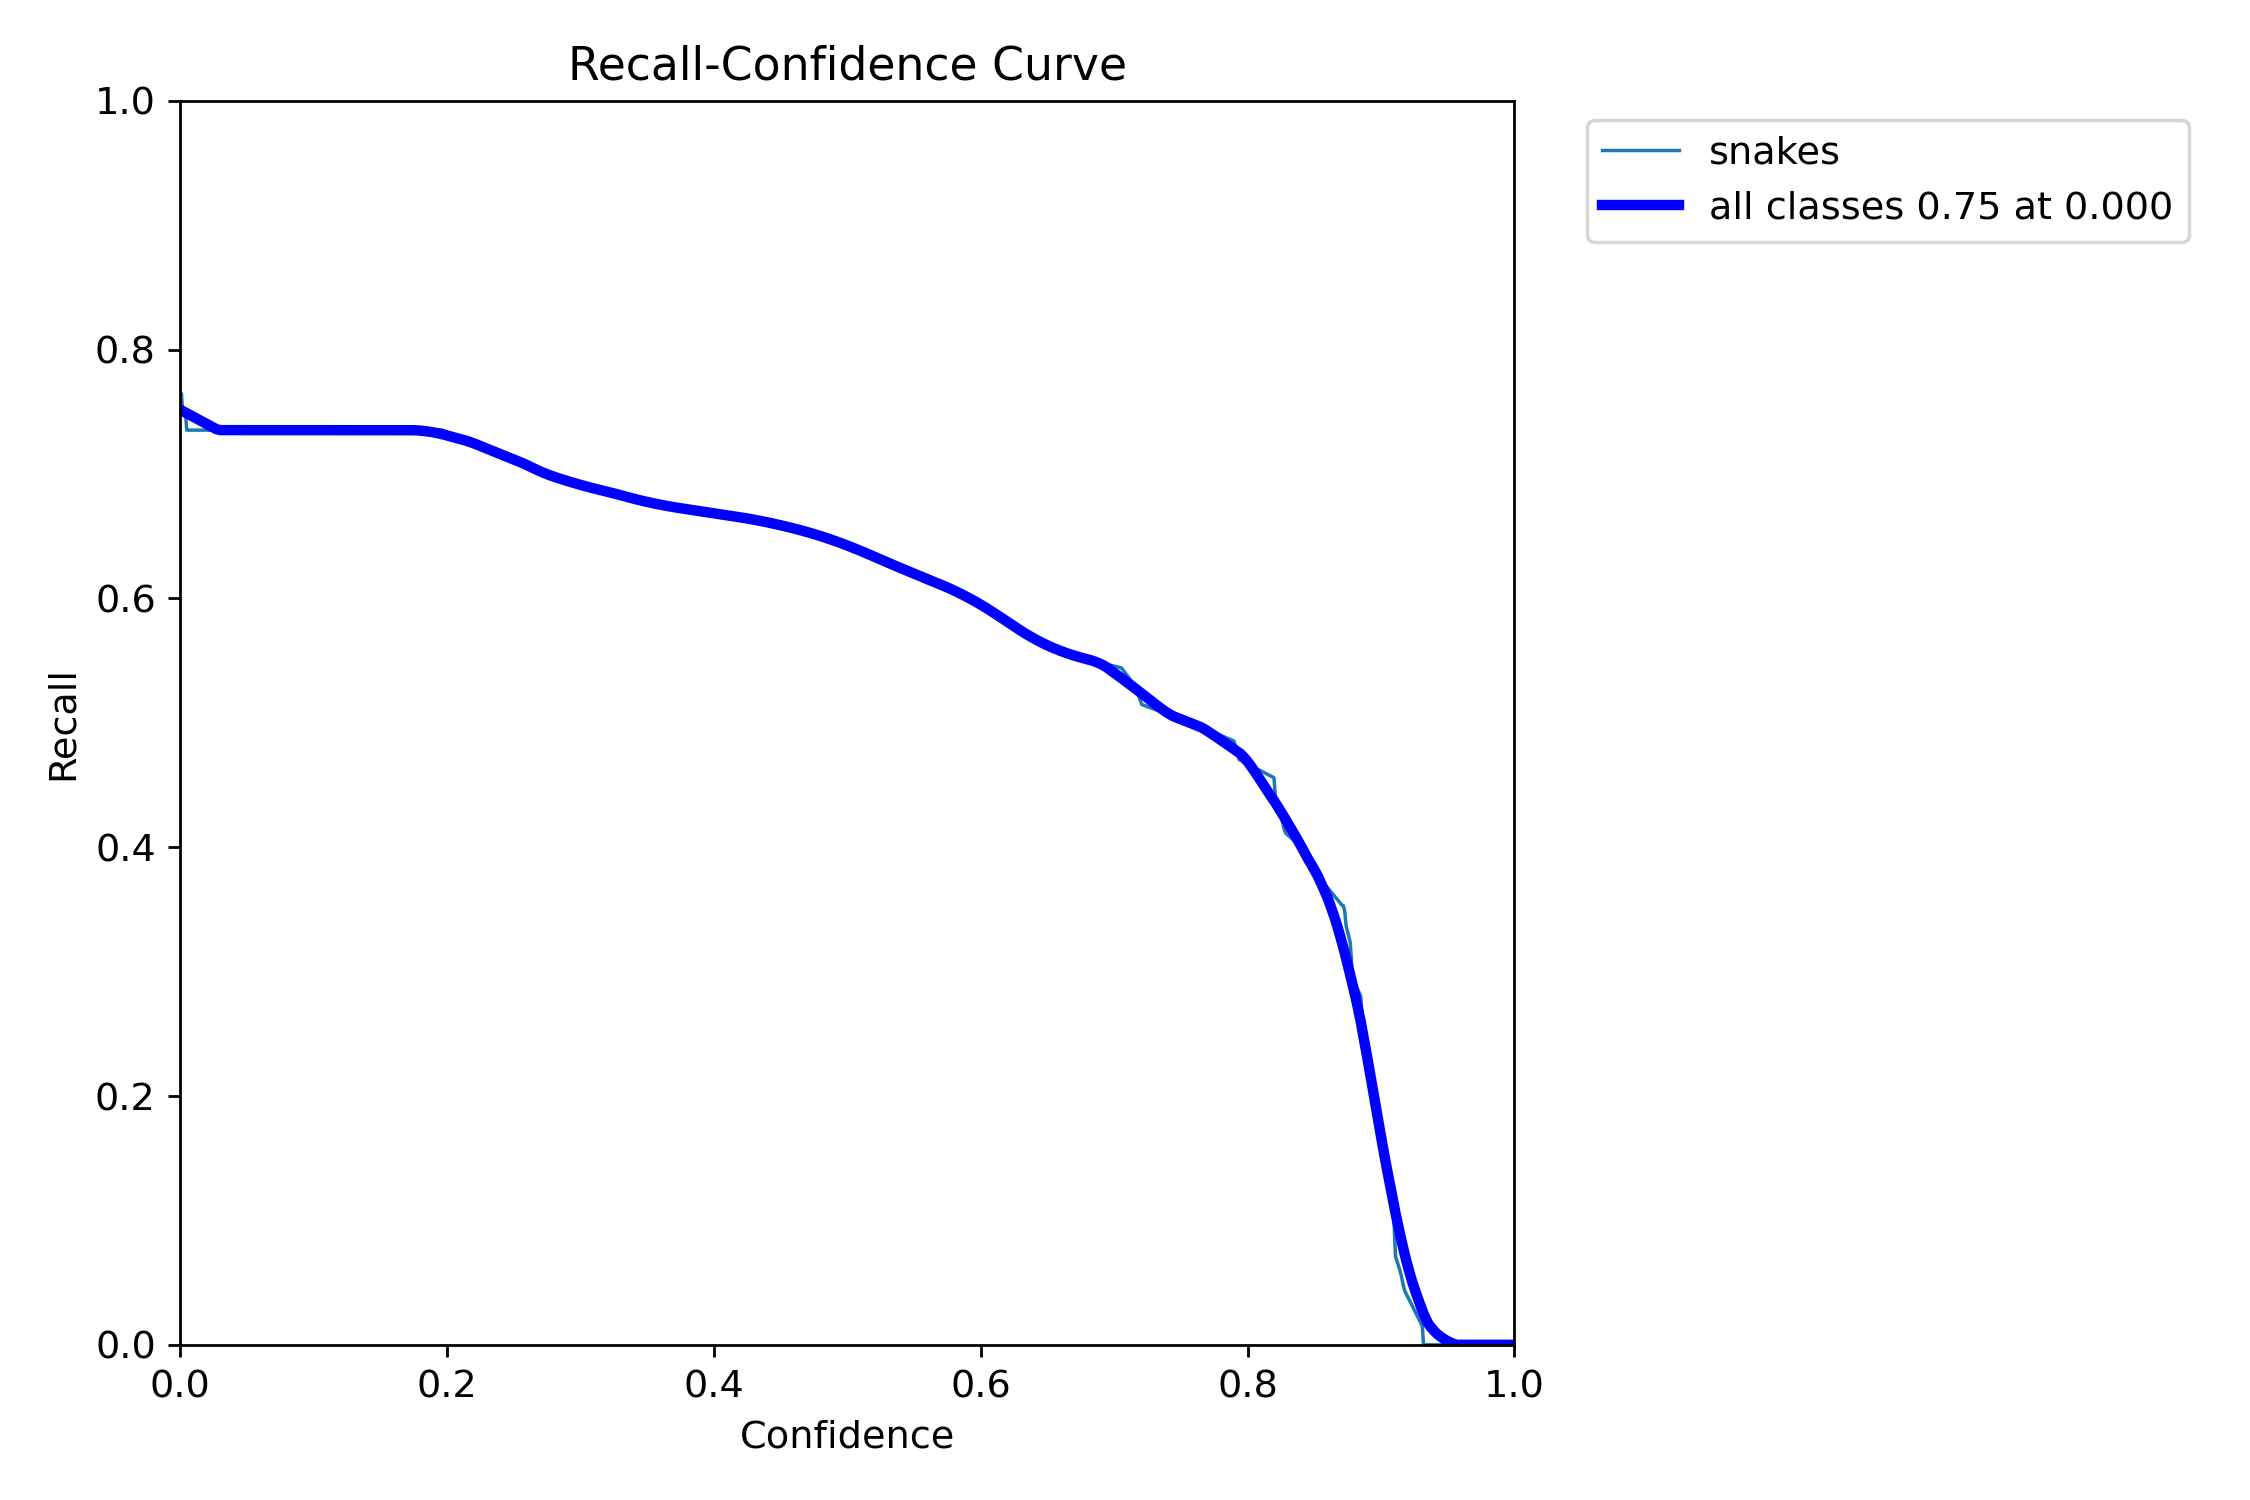 Recall-Confidence Curve
1.0
0.8
0.6
0.4
0.2
0.0
Recall
0.0 0.2 0.4 0.6 0.8 1.0
Confidence
snakes
all classes 0.75 at 0.000